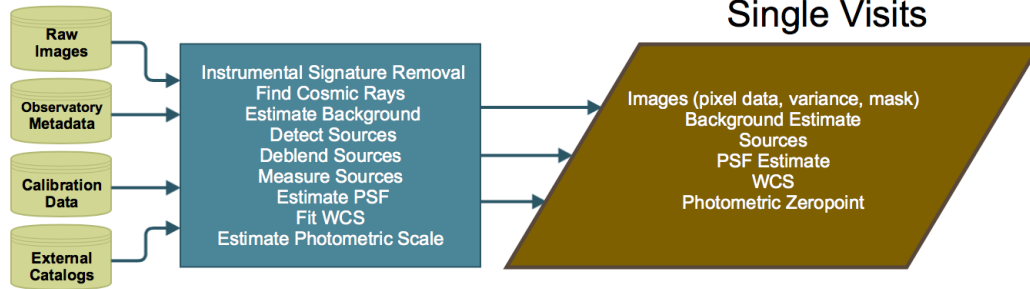 Single Visits
Raw
Images
Observatory
Metadata
Calibration
Data
External
Catalogs
Instrumental Signature Removal
Find Cosmic Rays
Estimate Background
Detect Sources
Deblend Sources
Measure Sources
Estimate PSF
Fit WCS
Estimate Photometric Scale
Images (pixel data, variance, mask)
Background Estimate
Sources
PSF Estimate
WCS
Photometric Zeropoint